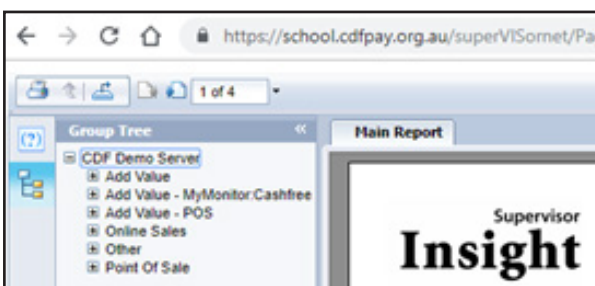 https://school.cdfpay.org.au/superVISornet/Pa
1 of 4
(?)
Group Tree «
Main Report
CDF Demo Server
Add Value
Add Value - MyMonitor:Cashfree
Add Value - POS
Online Sales
Other
Point Of Sale
Supervisor
Insight